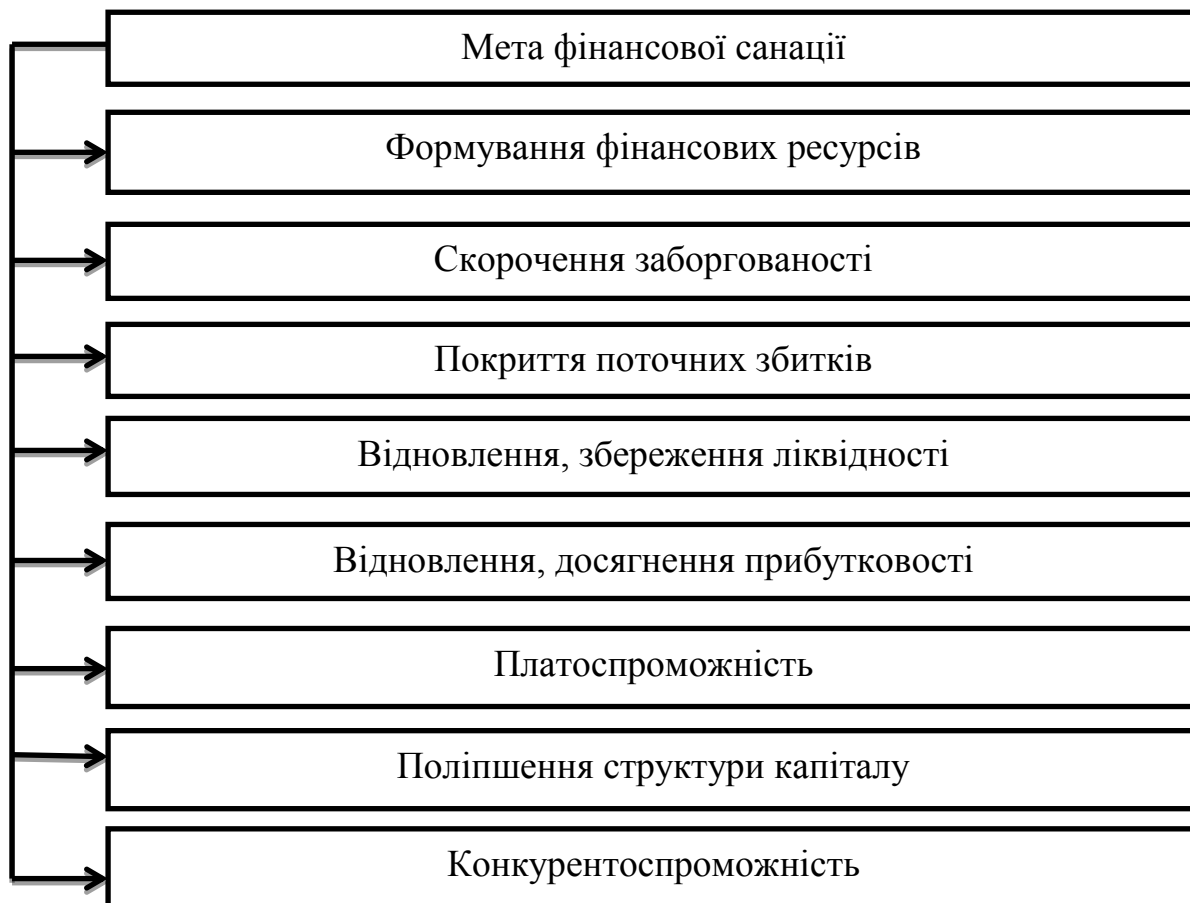 Мета фінансової санації
Формування фінансових ресурсів
Скорочення заборгованості
Покриття поточних збитків
Відновлення, збереження ліквідності
Відновлення, досягнення прибутковості
Платоспроможність
Поліпшення структури капіталу
Конкурентоспроможність